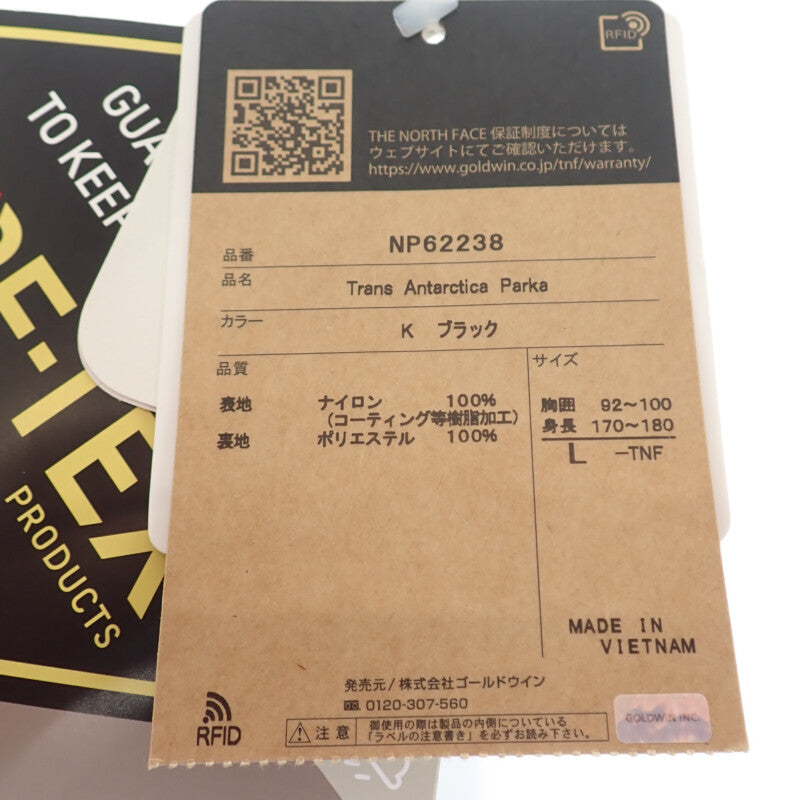 GUA
TO KEEP
RE-TEX
PRODUCTS
RFID
THE NORTH FACE 保証制度については
ウェブサイトにてご確認いただけます。
https://www.goldwin.co.jp/tnf/warranty/
品番 NP62238
品名 Trans Antarctica Parka
カラー K ブラック
品質
表地 ナイロン 100%
(コーティング等樹脂加工)
裏地 ポリエステル 100%
サイズ
胸囲 92～100
身長 170～180
L -TNF
MADE IN
VIETNAM
発売元/株式会社ゴールドウイン
0120-307-560
RFID
注意 御使用の際は製品の内側についている
「ラベルの注意書き」を必ずお読み下さい。
GOLDWIN INC.